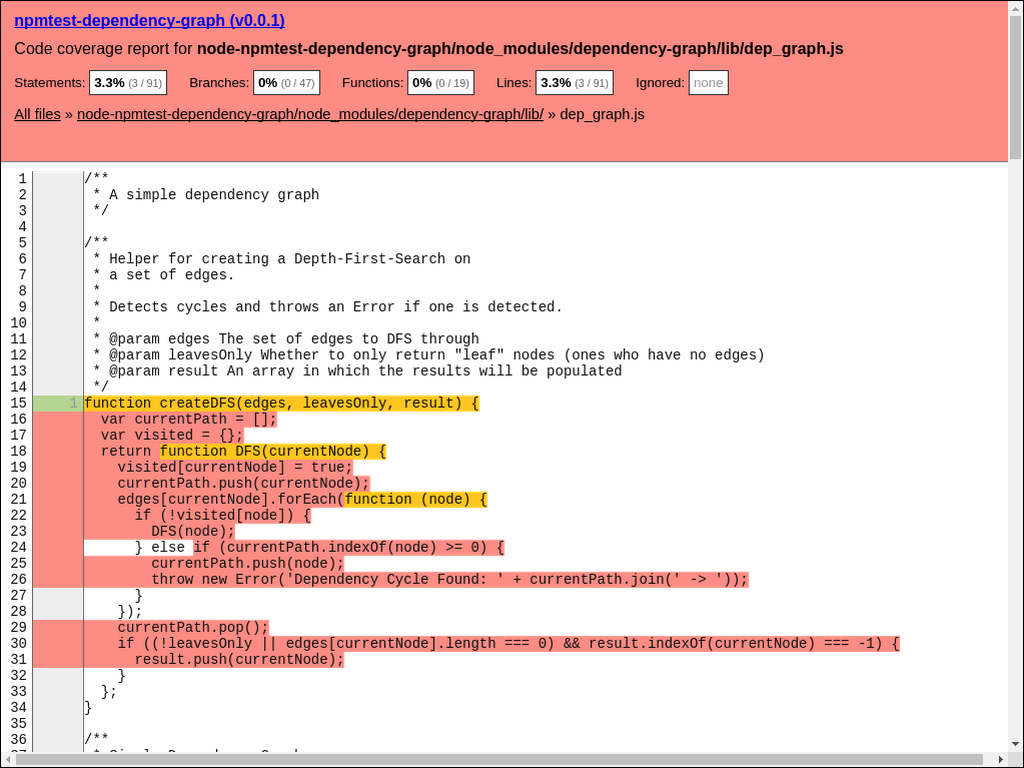 npmtest-dependency-graph (v0.0.1)
Code coverage report for node-npmtest-dependency-graph/node_modules/dependency-graph/lib/dep_graph.js
Statements: 3.3% (3 / 91) Branches: 0% (0 / 47) Functions: 0% (0 / 19) Lines: 3.3% (3 / 91) Ignored: none
All files » node-npmtest-dependency-graph/node_modules/dependency-graph/lib/ » dep_graph.js
1 /**
2  * A simple dependency graph
3  */
4
5 /**
6  * Helper for creating a Depth-First-Search on
7  * a set of edges.
8  *
9  * Detects cycles and throws an Error if one is detected.
10  *
11  * @param edges The set of edges to DFS through
12  * @param leavesOnly Whether to only return "leaf" nodes (ones who have no edges)
13  * @param result An array in which the results will be populated
14  */
15 1 function createDFS(edges, leavesOnly, result) {
16   var currentPath = [];
17   var visited = {};
18   return function DFS(currentNode) {
19     visited[currentNode] = true;
20     currentPath.push(currentNode);
21     edges[currentNode].forEach(function (node) {
22       if (!visited[node]) {
23         DFS(node);
24       } else if (currentPath.indexOf(node) >= 0) {
25         currentPath.push(node);
26         throw new Error('Dependency Cycle Found: ' + currentPath.join(' -> '));
27       }
28     });
29     currentPath.pop();
30     if ((!leavesOnly || edges[currentNode].length === 0) && result.indexOf(currentNode) === -1) {
31       result.push(currentNode);
32     }
33   };
34 }
35
36 /**